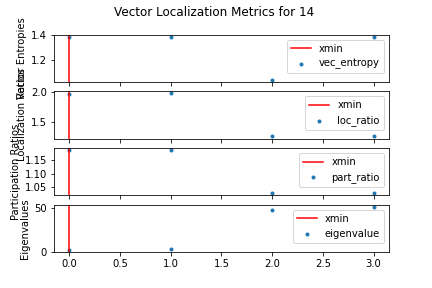 Vector Localization Metrics for 14
Vector Entropies
1.4
1.2
xmin
vec_entropy
Localization Ratios
2.0
1.5
xmin
loc_ratio
Participation Ratios
1.15
1.10
1.05
xmin
part_ratio
Eigenvalues
50
0
xmin
eigenvalue
0.0 0.5 1.0 1.5 2.0 2.5 3.0